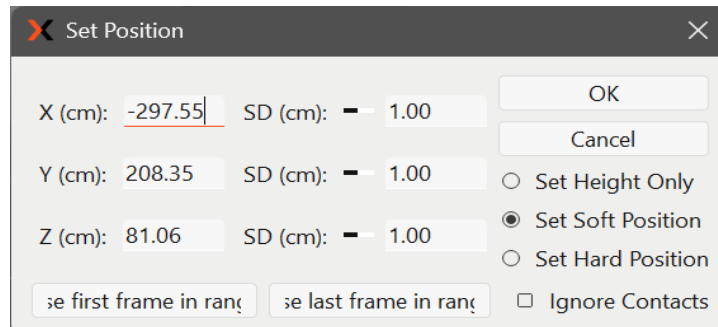 Set Position
X (cm): -297.55 SD (cm): 1.00
OK
Cancel
Y (cm): 208.35 SD (cm): 1.00
Set Height Only
Set Soft Position
Z (cm): 81.06 SD (cm): 1.00
Set Hard Position
se first frame in rang
se last frame in rang
Ignore Contacts